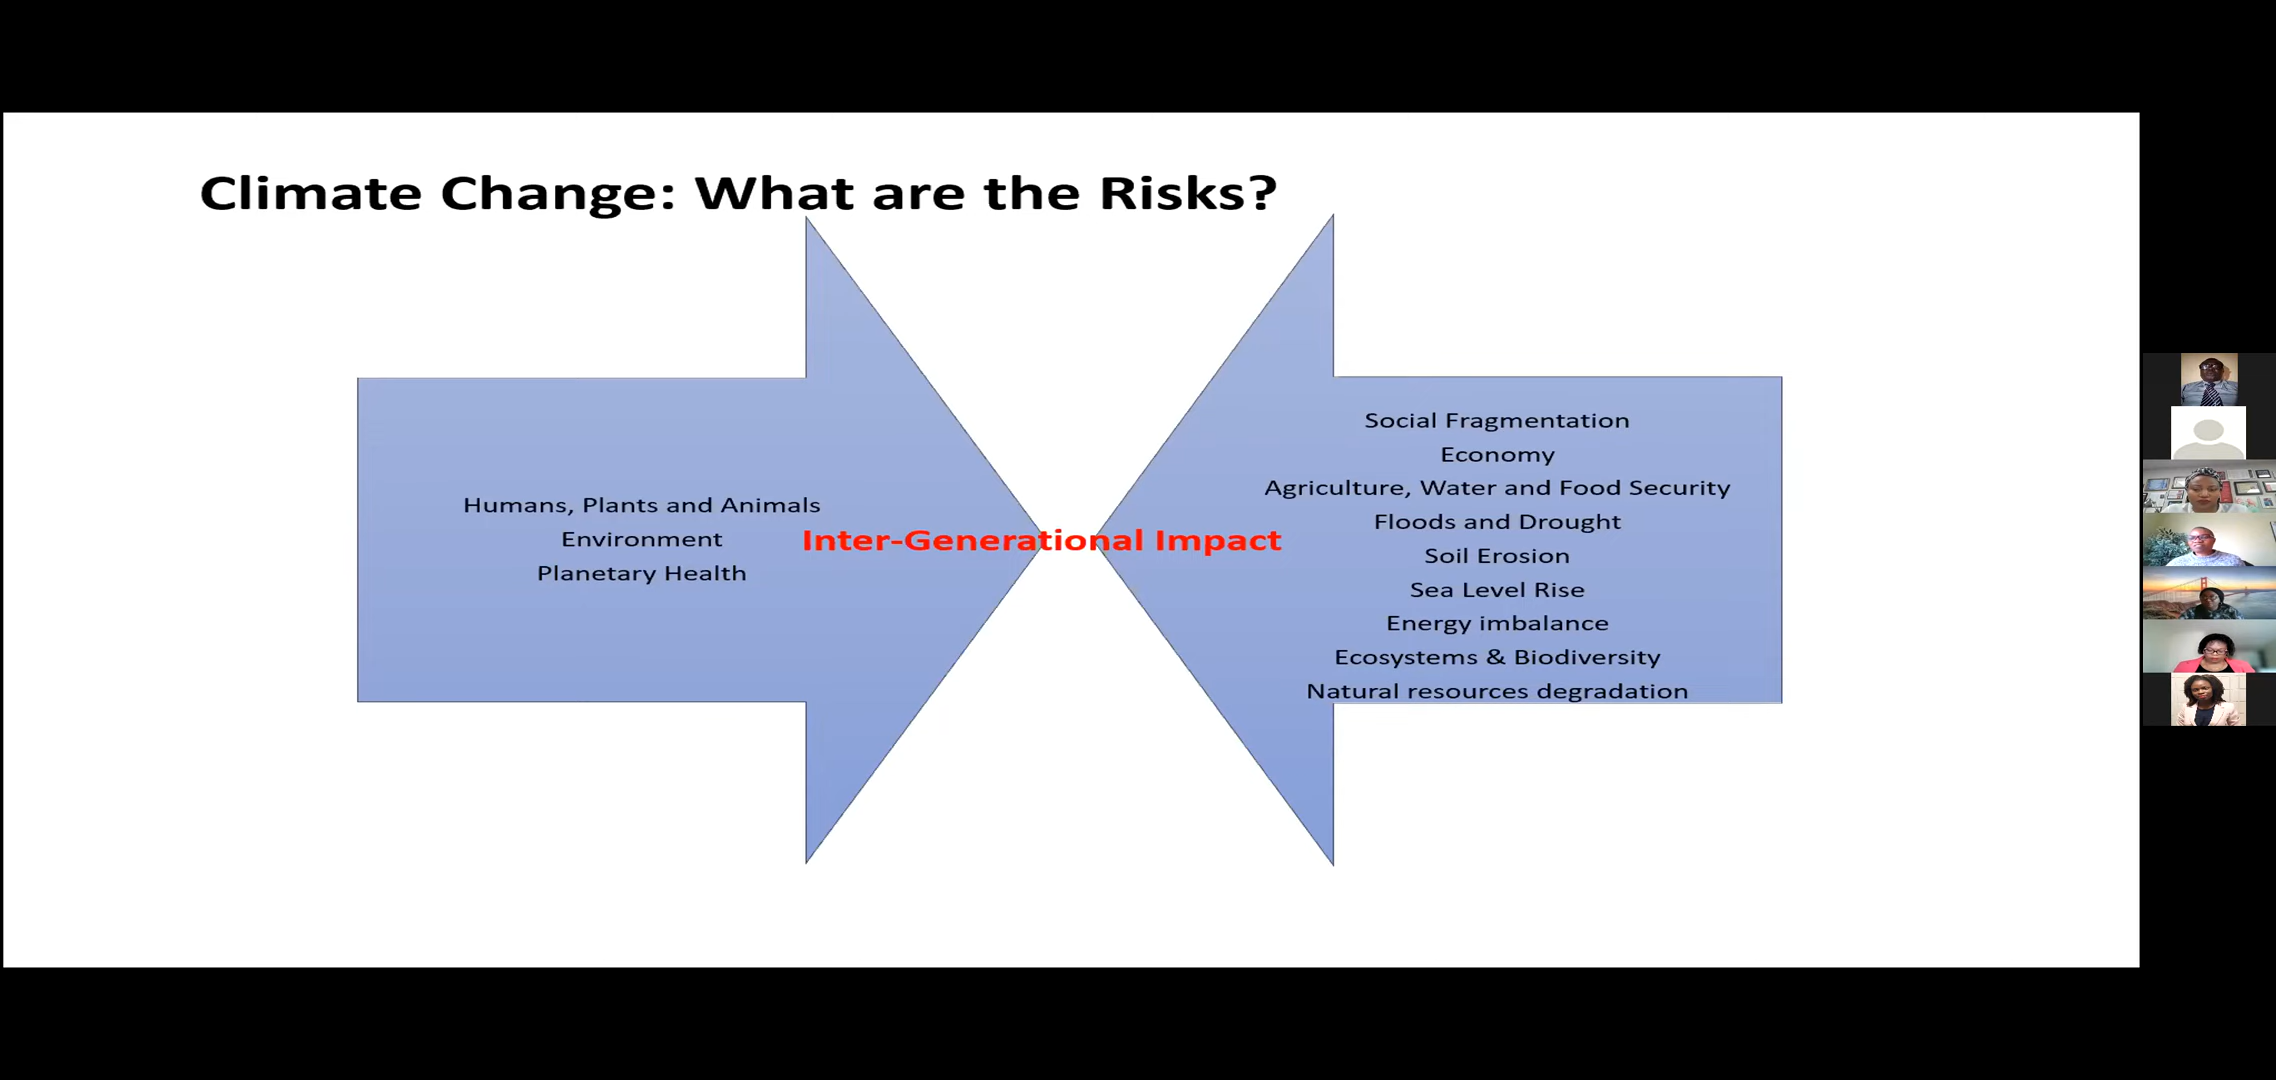 Climate Change: What are the Risks?
Humans, Plants and Animals
Environment
Planetary Health
Inter-Generational Impact
Social Fragmentation
Economy
Agriculture, Water and Food Security
Floods and Drought
Soil Erosion
Sea Level Rise
Energy imbalance
Ecosystems & Biodiversity
Natural resources degradation